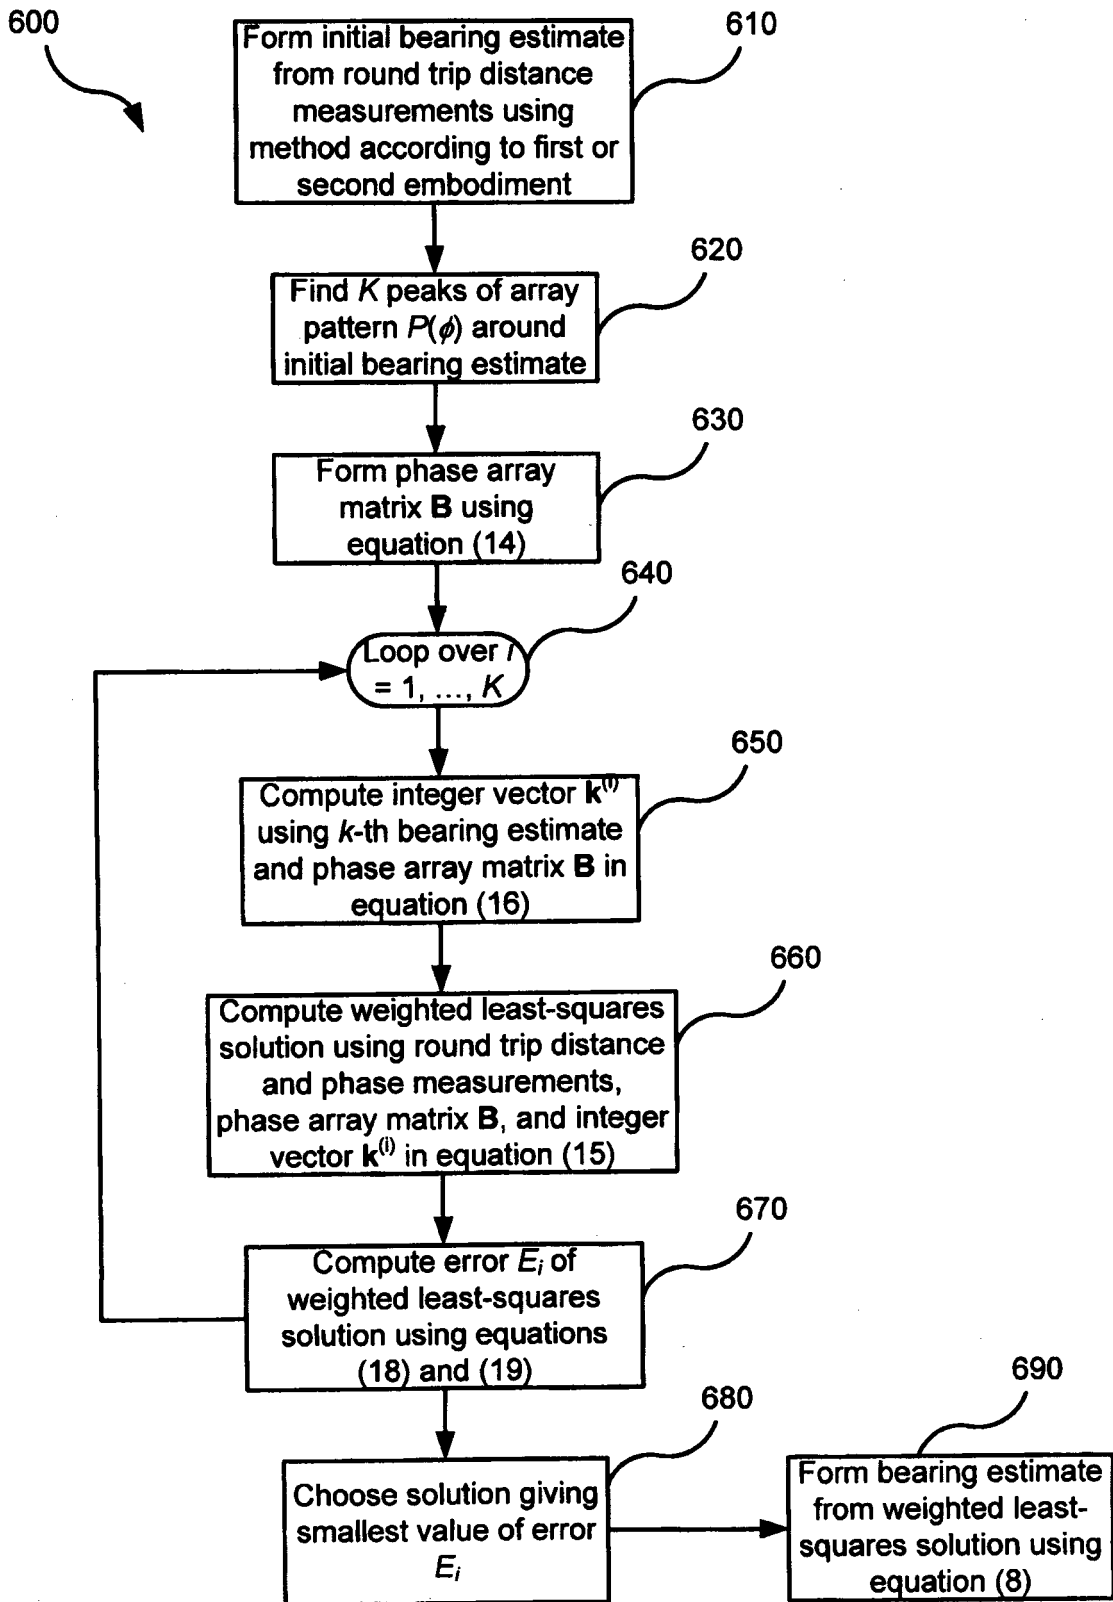 600
Form initial bearing estimate
from round trip distance
measurements using
method according to first or
second embodiment
610
Find K peaks of array
pattern P(ϕ) around
initial bearing estimate
620
Form phase array
matrix B using
equation (14)
630
Loop over i
= 1, ..., K
640
Compute integer vector k⁽ⁱ⁾
using k-th bearing estimate
and phase array matrix B in
equation (16)
650
Compute weighted least-squares
solution using round trip distance
and phase measurements,
phase array matrix B, and integer
vector k⁽ⁱ⁾ in equation (15)
660
Compute error Eᵢ of
weighted least-squares
solution using equations
(18) and (19)
670
Choose solution giving
smallest value of error
Eᵢ
680
Form bearing estimate
from weighted least-
squares solution using
equation (8)
690